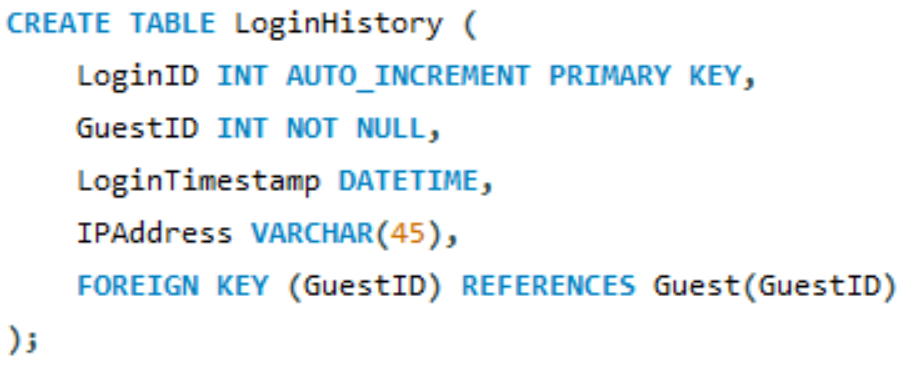 CREATE TABLE LoginHistory (
    LoginID INT AUTO_INCREMENT PRIMARY KEY,
    GuestID INT NOT NULL,
    LoginTimestamp DATETIME,
    IPAddress VARCHAR(45),
    FOREIGN KEY (GuestID) REFERENCES Guest(GuestID)
);